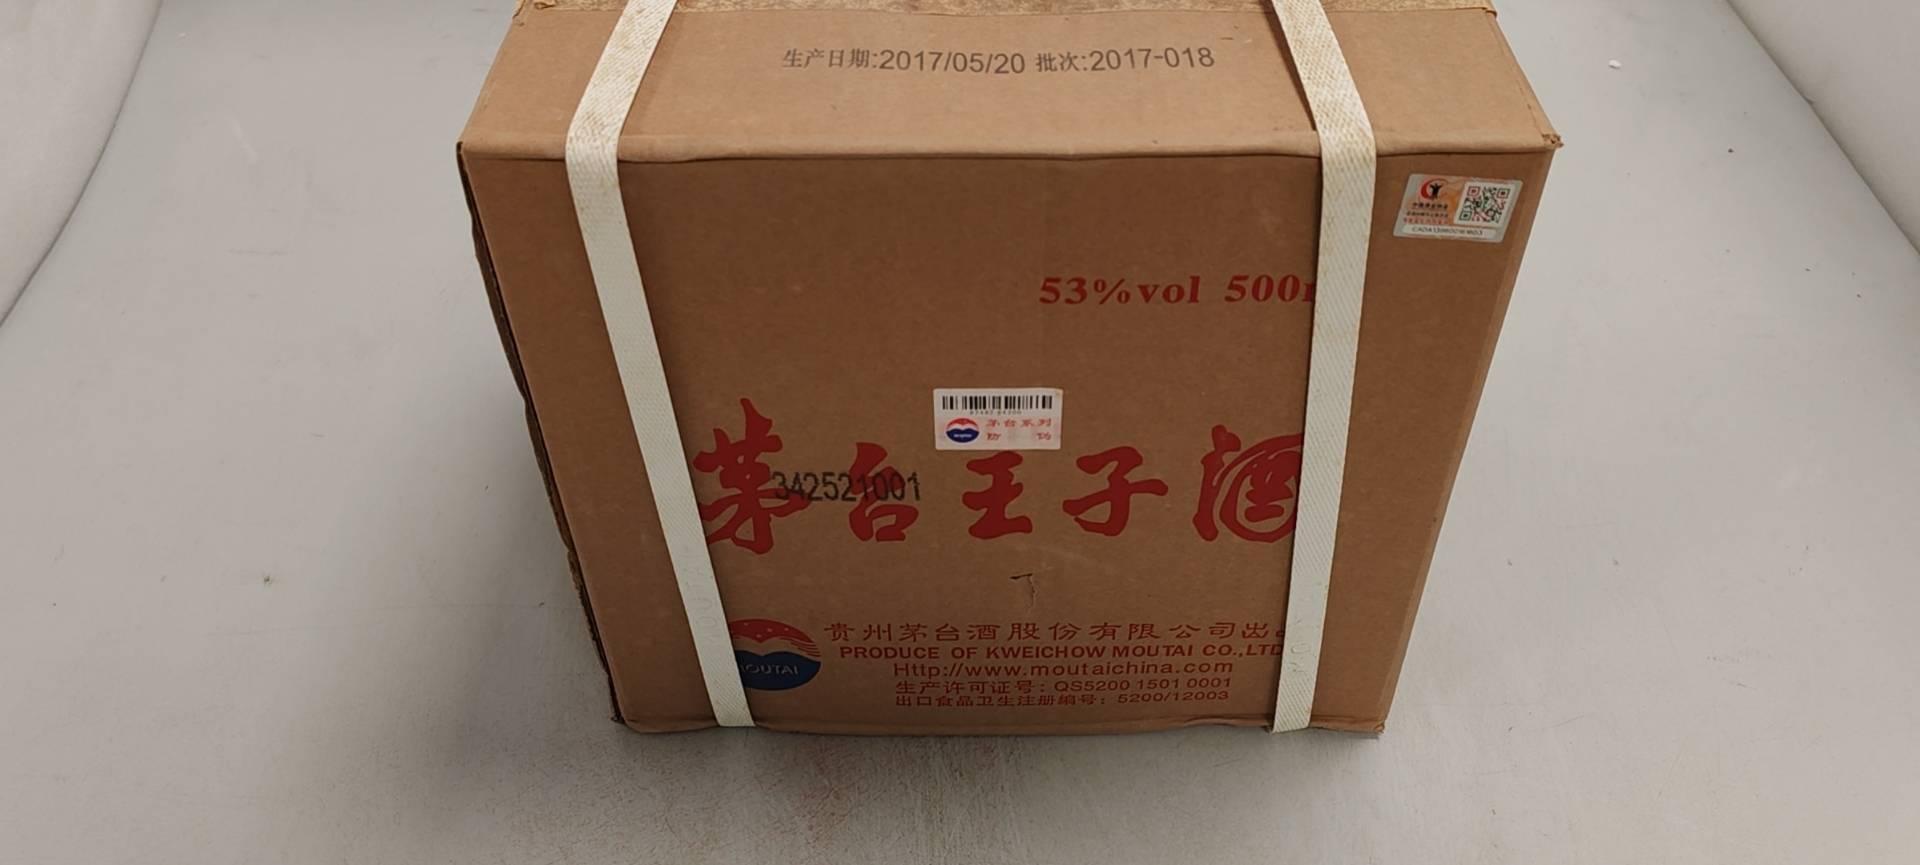 生产日期:2017/05/20 批次:2017-018
53%vol 500
茅台系列
防伪
342521001
茅台王子酒
MOUTAI
贵州茅台酒股份有限公司出
PRODUCE OF KWEICHOW MOUTAI CO.,LTD
Http://www.moutaichina.com
生产许可证号：QS5200 1501 0001
出口食品卫生注册编号：5200/12003